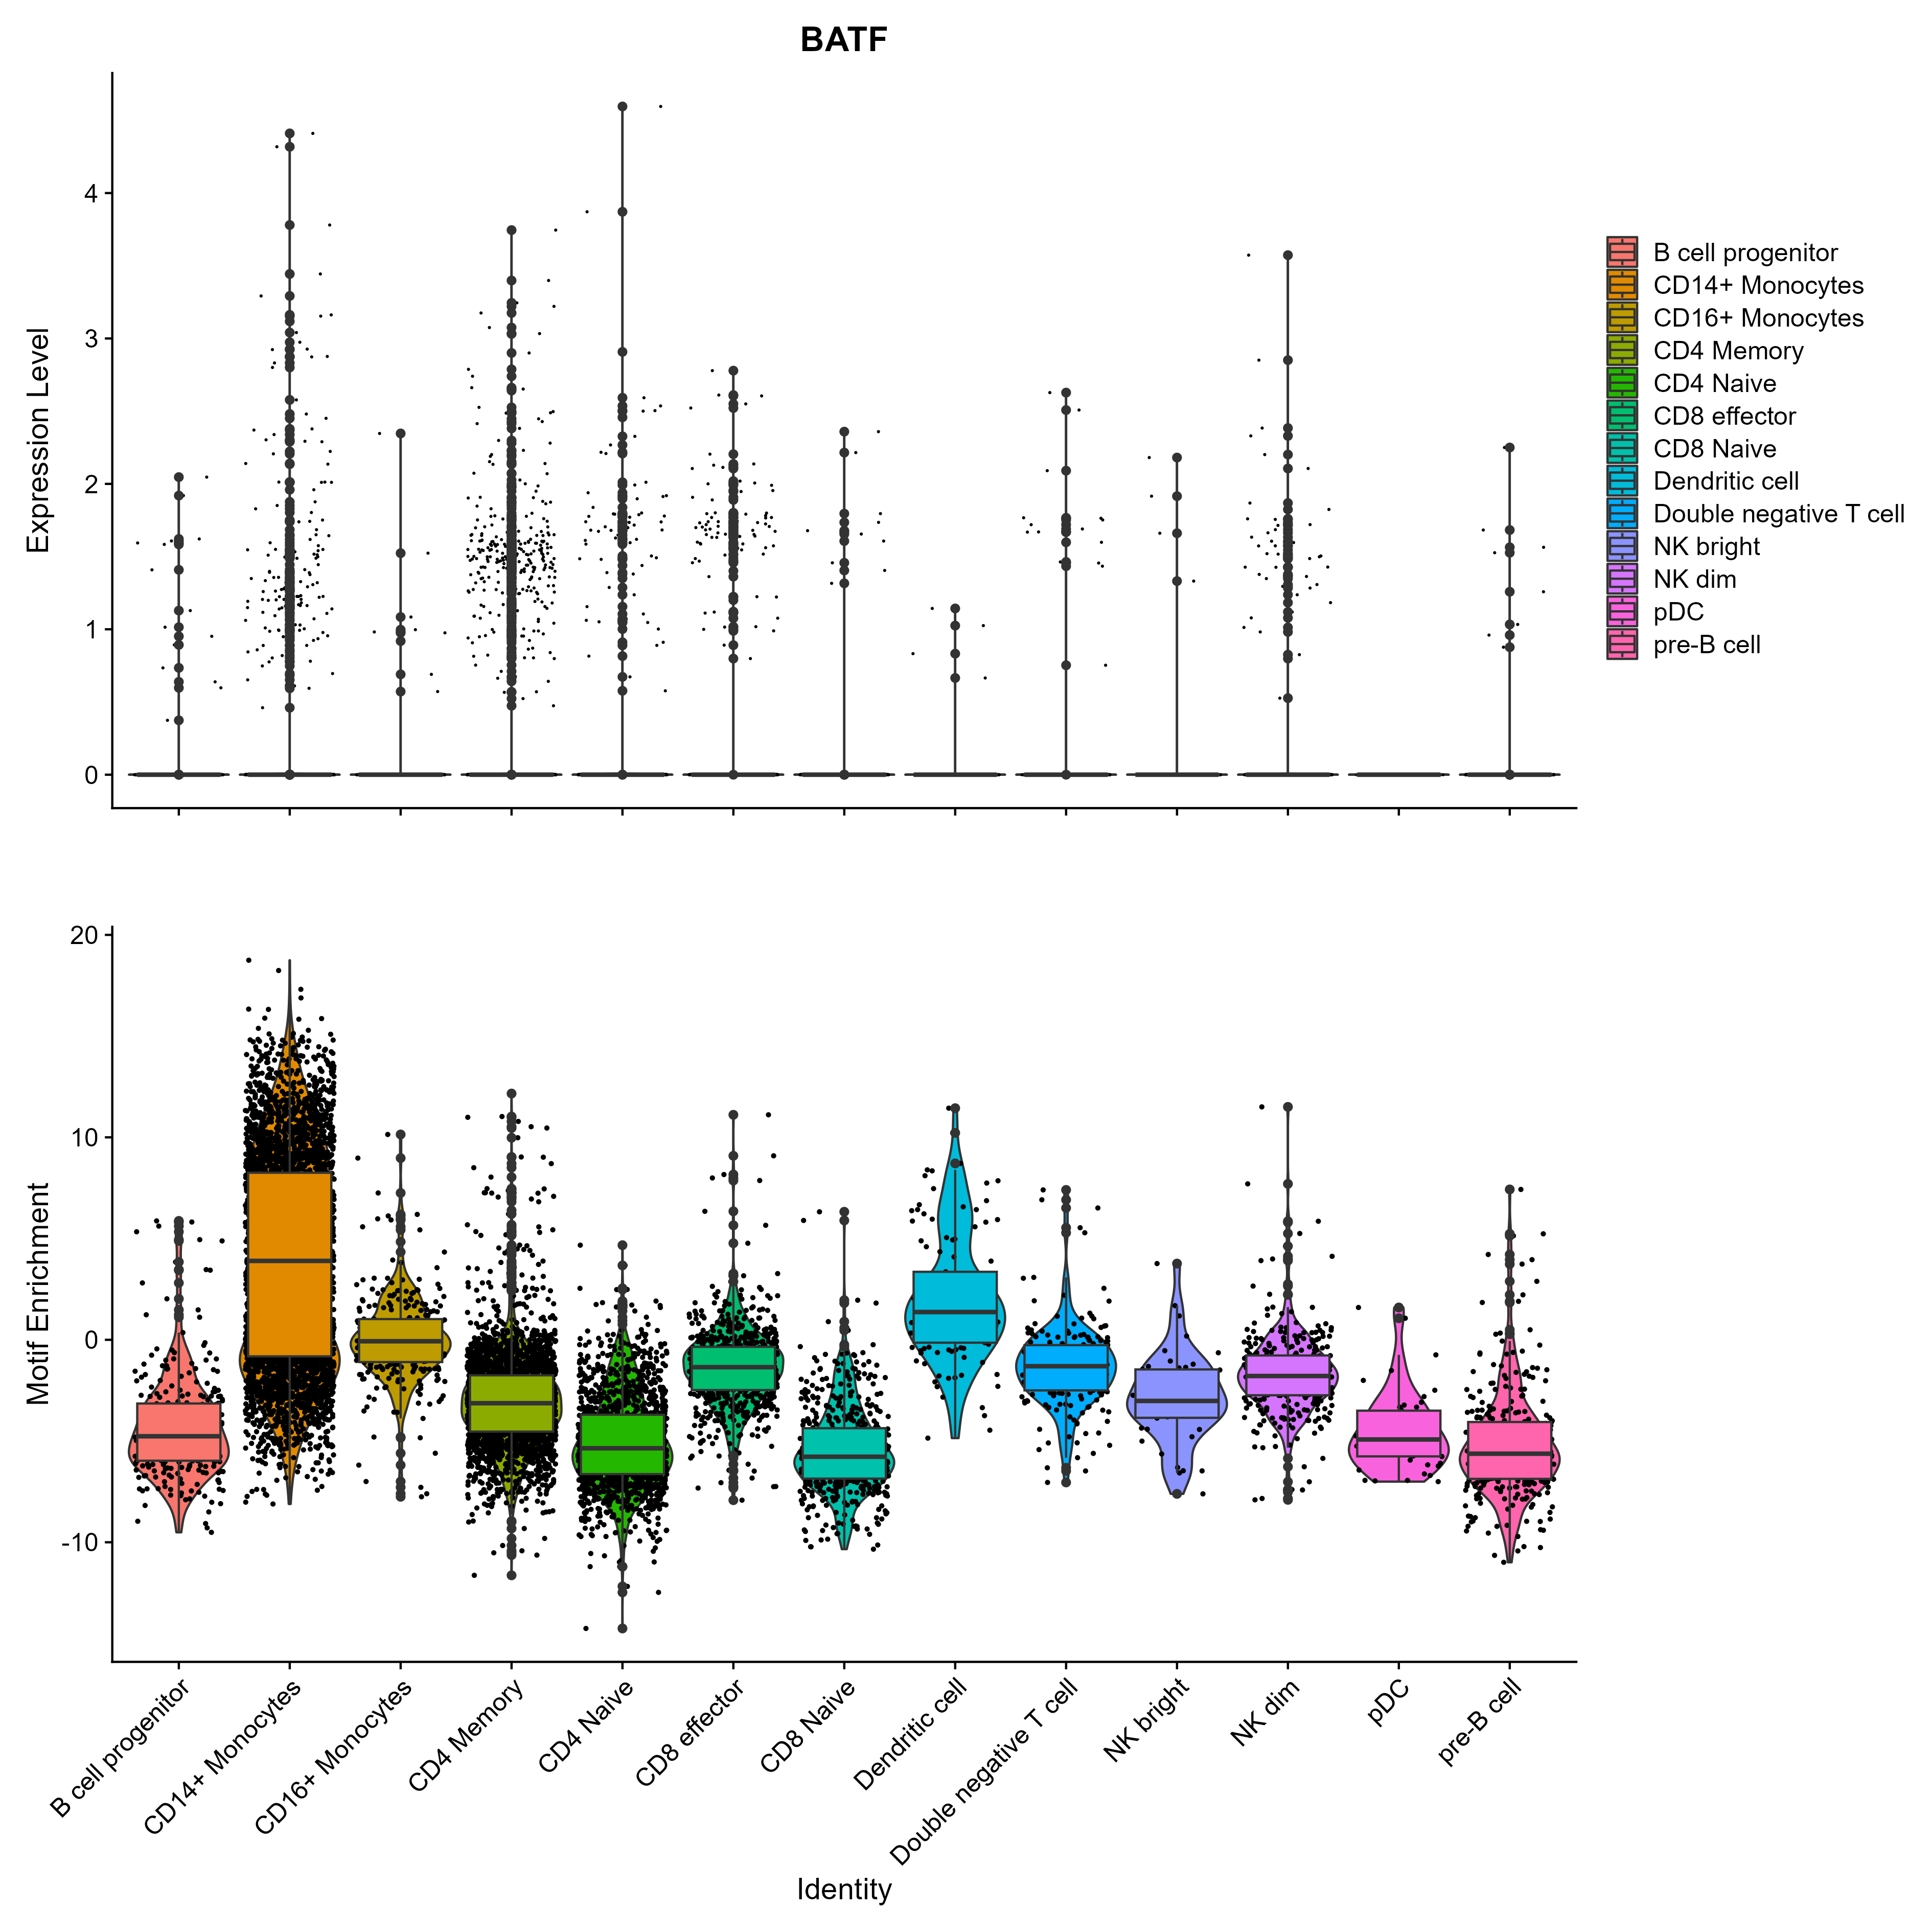 BATF
Expression Level
4
3
2
1
0
B cell progenitor
CD14+ Monocytes
CD16+ Monocytes
CD4 Memory
CD4 Naive
CD8 effector
CD8 Naive
Dendritic cell
Double negative T cell
NK bright
NK dim
pDC
pre-B cell
Motif Enrichment
20
10
0
-10
B cell progenitor
CD14+ Monocytes
CD16+ Monocytes
CD4 Memory
CD4 Naive
CD8 effector
CD8 Naive
Dendritic cell
Double negative T cell
NK bright
NK dim
pDC
pre-B cell
Identity